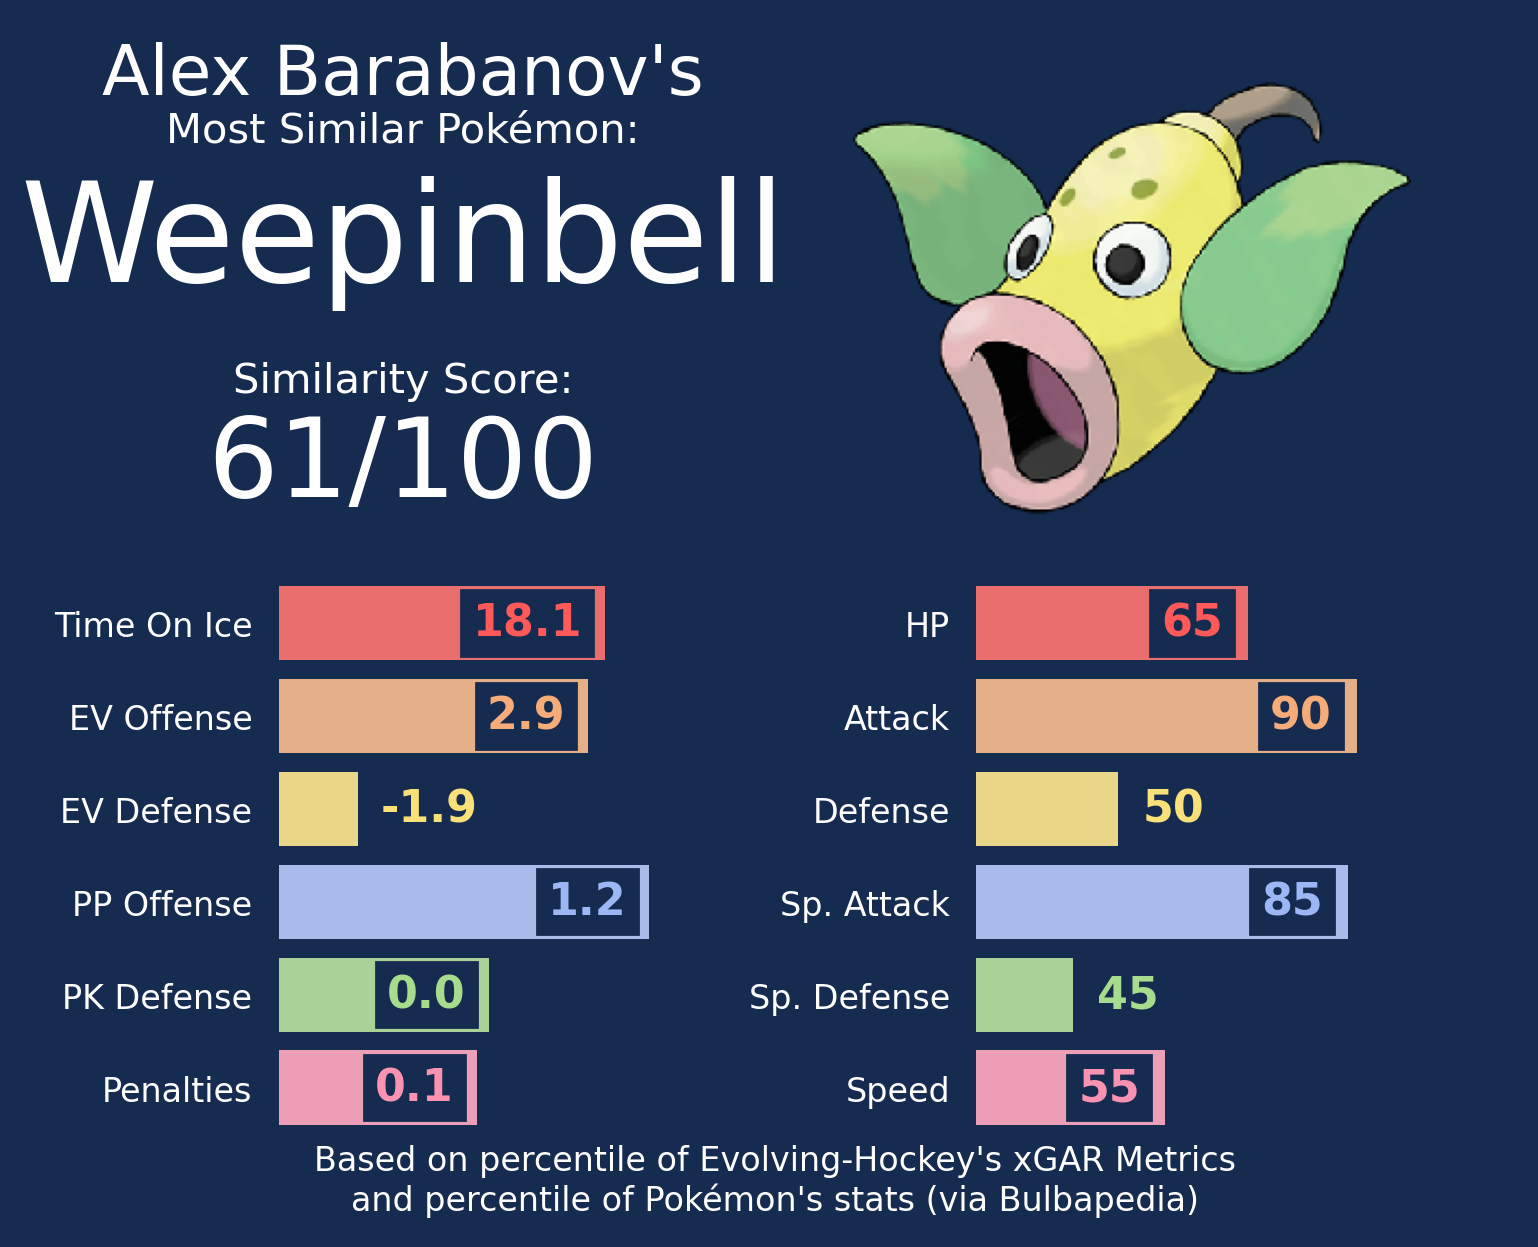 Alex Barabanov's
Most Similar Pokémon:
Weepinbell
Similarity Score:
61/100
Time On Ice 18.1
EV Offense 2.9
EV Defense -1.9
PP Offense 1.2
PK Defense 0.0
Penalties 0.1
HP 65
Attack 90
Defense 50
Sp. Attack 85
Sp. Defense 45
Speed 55
Based on percentile of Evolving-Hockey's xGAR Metrics
and percentile of Pokémon's stats (via Bulbapedia)